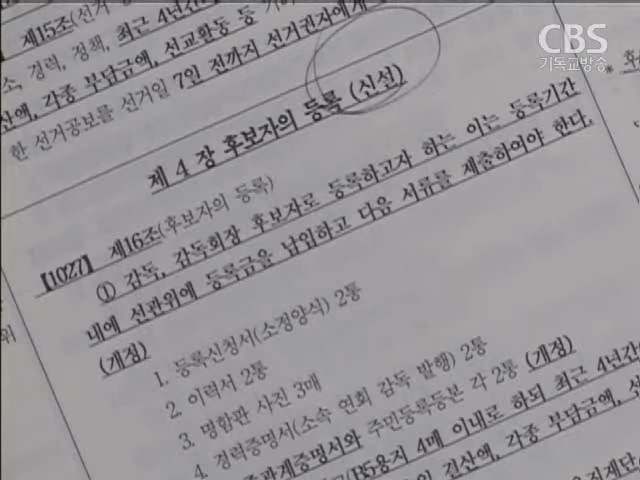 CBS
기독교방송
제15조(선거
소, 경력, 정책, 최근 4년간
산액, 각종 부담금액, 선교활동 등
한 선거공보를 선거일 7일 전까지 선거권자에게
제 4 장 후보자의 등록 (신설)
【1027】 제16조(후보자의 등록)
① 감독, 감독회장 후보자로 등록하고자 하는 이는 등록기간
내에 선관위에 등록금을 납입하고 다음 서류를 제출하여야 한다.
(개정)
1. 등록신청서(소정양식) 2통
2. 이력서 2통
3. 명함판 사진 3매
4. 경력증명서(소속 연회 감독 발행) 2통
관계증명서와 주민등록등본 각 2통 (개정)
(B5용지 4매 이내로 하되 최근 4년간
결산액, 각종 부담금액,
위